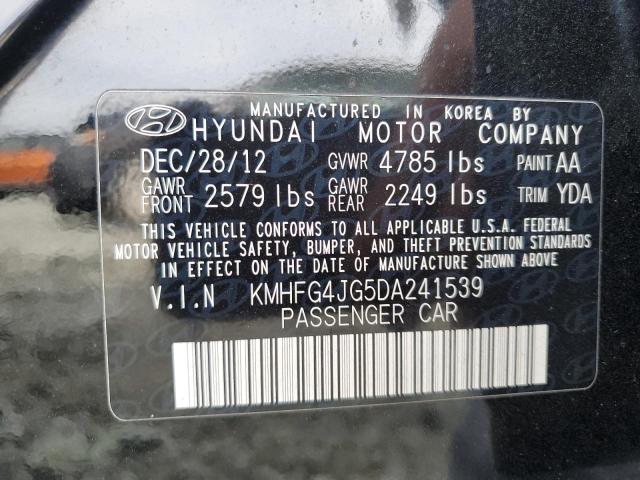 MANUFACTURED IN KOREA BY
HYUNDAI MOTOR COMPANY
DEC/28/12 GVWR 4785 lbs PAINT AA
GAWR FRONT 2579 lbs GAWR REAR 2249 lbs TRIM YDA
THIS VEHICLE CONFORMS TO ALL APPLICABLE U.S.A. FEDERAL
MOTOR VEHICLE SAFETY, BUMPER, AND THEFT PREVENTION STANDARDS
IN EFFECT ON THE DATE OF MANUFACTURE SHOWN ABOVE
V.I.N KMHFG4JG5DA241539
PASSENGER CAR